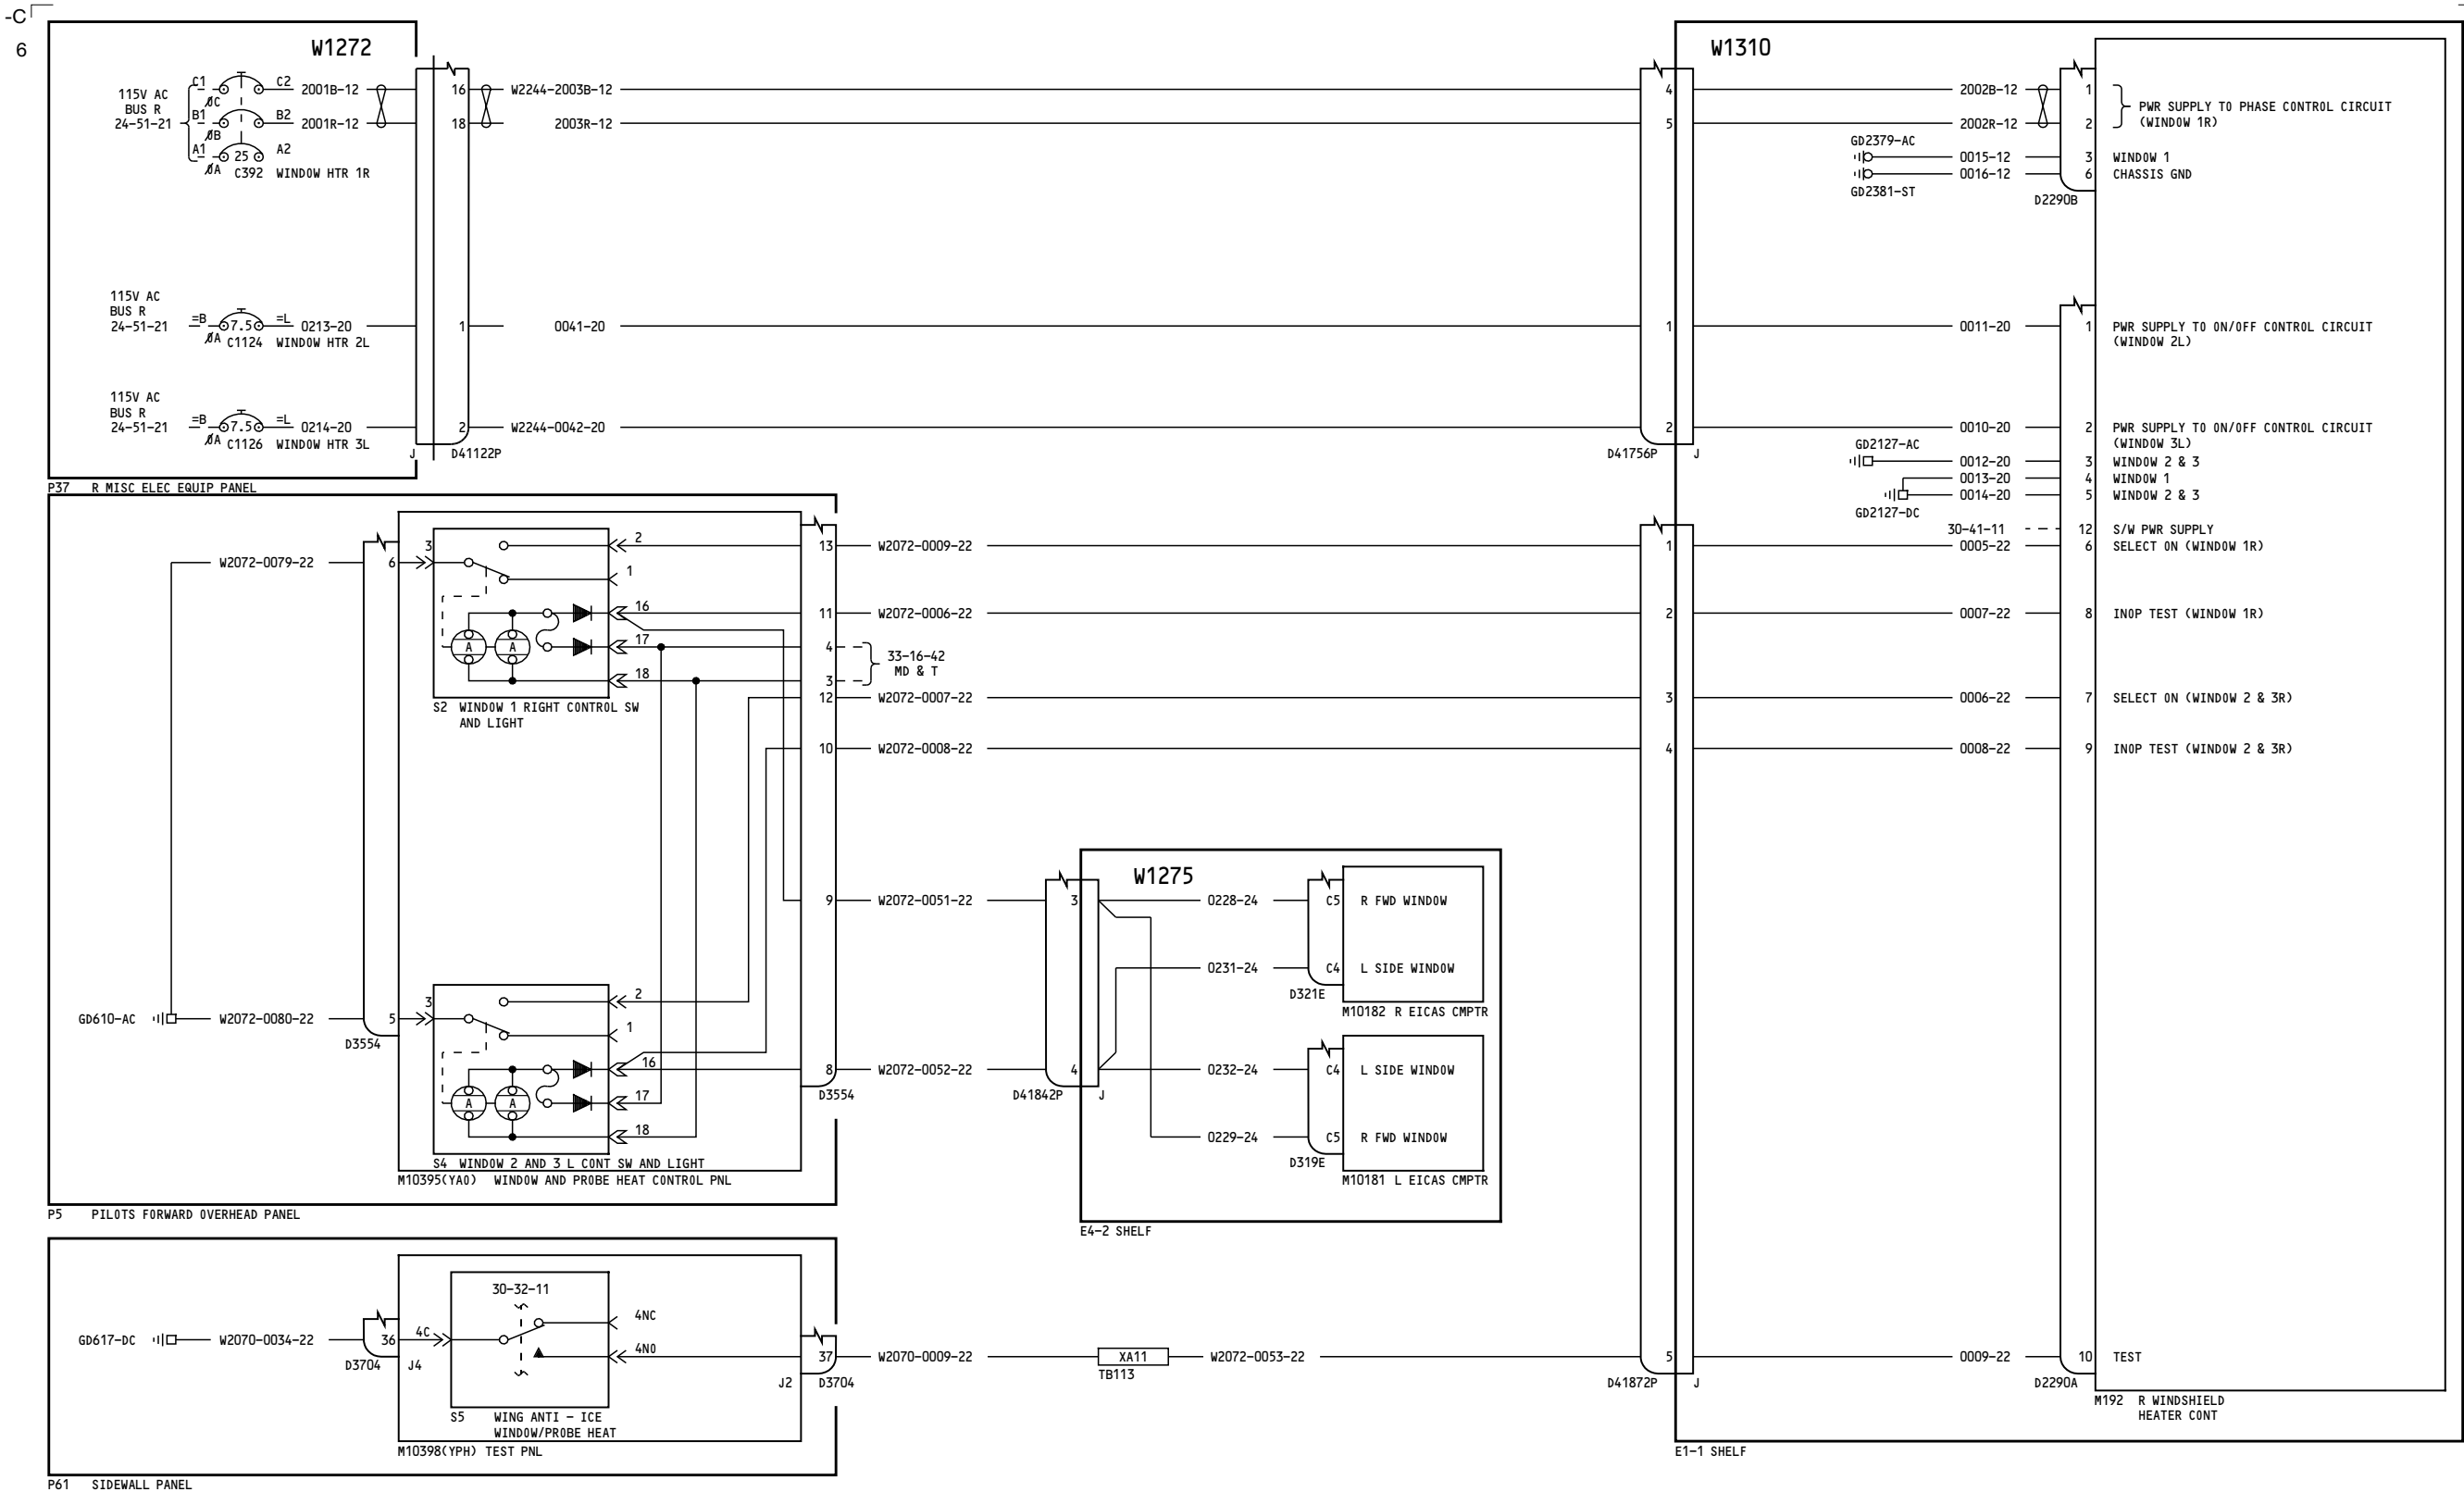 -C
6
W1272
115V AC
BUS R
24-51-21
C1
C2
2001B-12
ØC
B1
B2
2001R-12
ØB
A1
25
A2
ØA
C392 WINDOW HTR 1R
16
W2244-2003B-12
18
2003R-12
115V AC
BUS R
24-51-21
=B
7.5
=L
0213-20
ØA
C1124 WINDOW HTR 2L
1
0041-20
115V AC
BUS R
24-51-21
=B
7.5
=L
0214-20
ØA
C1126 WINDOW HTR 3L
2
W2244-0042-20
J
D41122P
P37 R MISC ELEC EQUIP PANEL
W1310
4
2002B-12
1
PWR SUPPLY TO PHASE CONTROL CIRCUIT
(WINDOW 1R)
5
2002R-12
2
GD2379-AC
0015-12
3
WINDOW 1
0016-12
6
CHASSIS GND
GD2381-ST
D2290B
1
0011-20
1
PWR SUPPLY TO ON/OFF CONTROL CIRCUIT
(WINDOW 2L)
2
0010-20
2
PWR SUPPLY TO ON/OFF CONTROL CIRCUIT
(WINDOW 3L)
D41756P
J
GD2127-AC
0012-20
3
WINDOW 2 & 3
0013-20
4
WINDOW 1
0014-20
5
WINDOW 2 & 3
GD2127-DC
30-41-11
12
S/W PWR SUPPLY
W2072-0079-22
6
3
2
13
W2072-0009-22
1
0005-22
6
SELECT ON (WINDOW 1R)
1
16
11
W2072-0006-22
2
0007-22
8
INOP TEST (WINDOW 1R)
A
A
17
4
33-16-42
MD & T
18
3
12
W2072-0007-22
3
0006-22
7
SELECT ON (WINDOW 2 & 3R)
S2 WINDOW 1 RIGHT CONTROL SW
AND LIGHT
10
W2072-0008-22
4
0008-22
9
INOP TEST (WINDOW 2 & 3R)
W1275
9
W2072-0051-22
3
0228-24
C5
R FWD WINDOW
0231-24
C4
L SIDE WINDOW
D321E
M10182 R EICAS CMPTR
GD610-AC
W2072-0080-22
5
D3554
3
2
1
16
8
W2072-0052-22
4
0232-24
C4
L SIDE WINDOW
A
A
17
D3554
D41842P
J
18
0229-24
C5
R FWD WINDOW
D319E
M10181 L EICAS CMPTR
S4 WINDOW 2 AND 3 L CONT SW AND LIGHT
M10395(YAO) WINDOW AND PROBE HEAT CONTROL PNL
P5 PILOTS FORWARD OVERHEAD PANEL
E4-2 SHELF
30-32-11
4NC
GD617-DC
W2070-0034-22
36
4C
D3704
J4
4NO
37
W2070-0009-22
XA11
TB113
W2072-0053-22
5
0009-22
10
TEST
J2
D3704
D41872P
J
D2290A
S5 WING ANTI - ICE
WINDOW/PROBE HEAT
M10398(YPH) TEST PNL
M192 R WINDSHIELD
HEATER CONT
E1-1 SHELF
P61 SIDEWALL PANEL